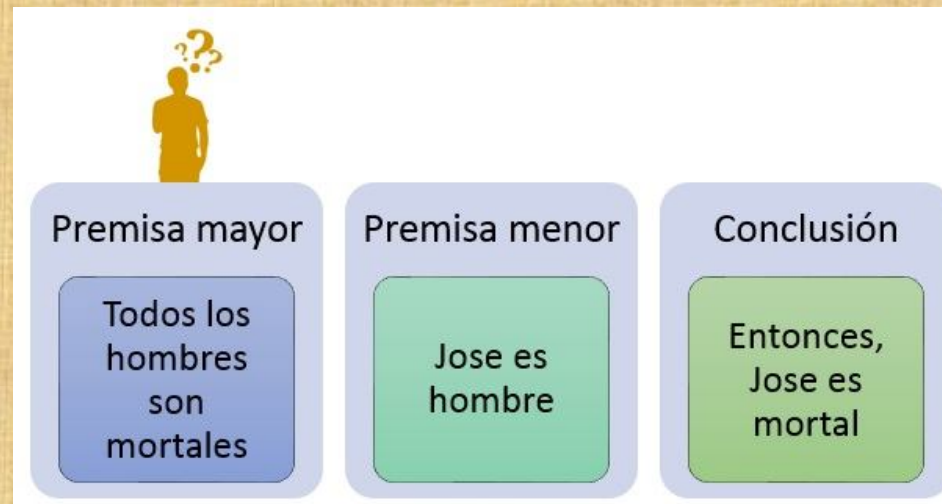 ???
Premisa mayor
Todos los
hombres
son
mortales
Premisa menor
Jose es
hombre
Conclusión
Entonces,
Jose es
mortal